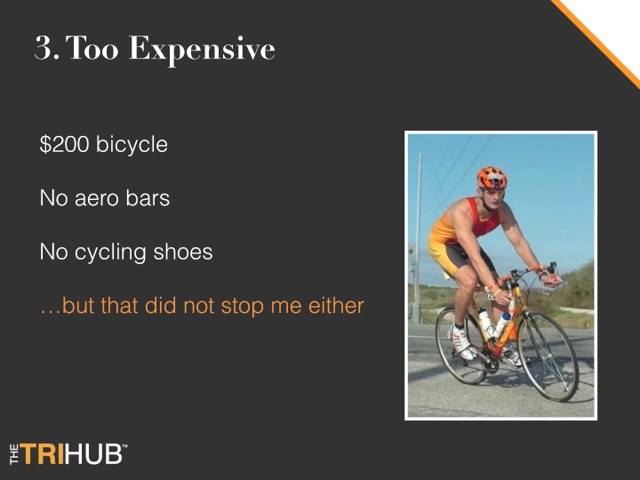 3. Too Expensive
$200 bicycle
No aero bars
No cycling shoes
…but that did not stop me either
THE TRIHUB™